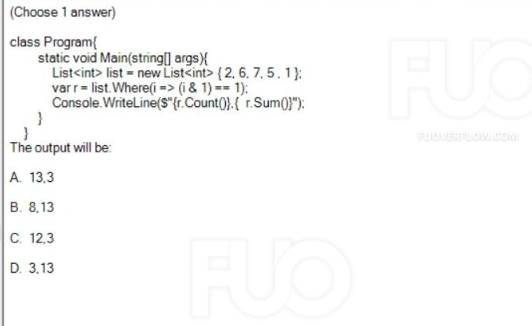 (Choose 1 answer)
class Program{
static void Main(string[] args){
List<int> list = new List<int> { 2, 6, 7, 5, 1 };
var r = list.Where(i => (i & 1) == 1);
Console.WriteLine($"{r.Count()},{ r.Sum()}");
}
}
The output will be:
A. 13,3
B. 8,13
C. 12,3
D. 3,13
FUO
FUOVERFLOW.COM
FUO